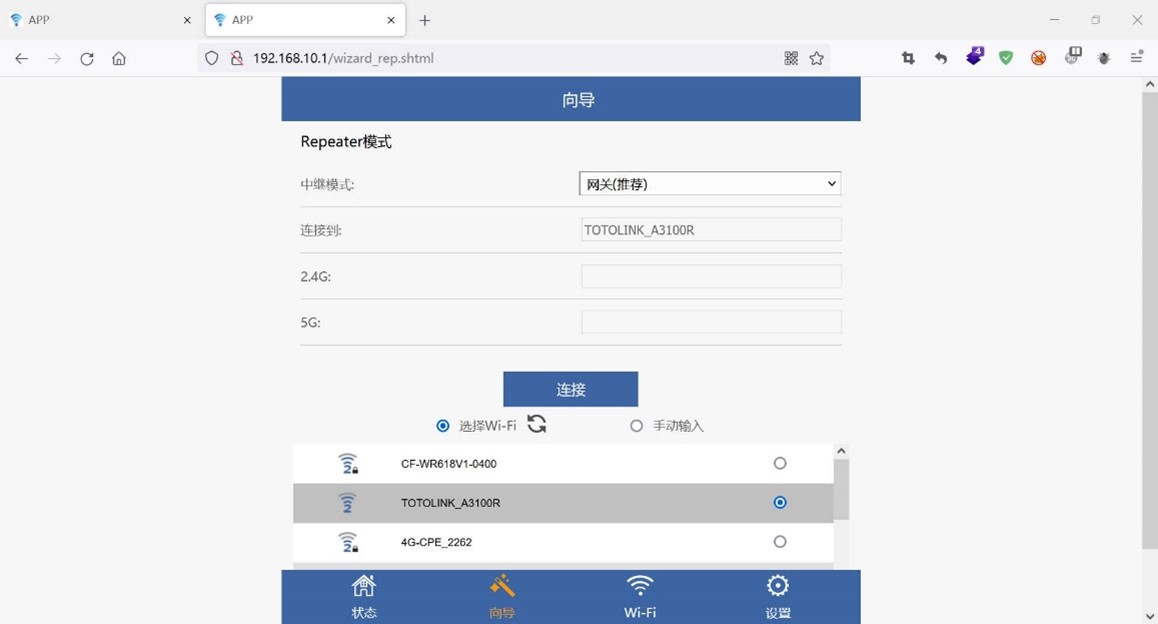 APP
APP
192.168.10.1/wizard_rep.shtml
4
向导
Repeater模式
中继模式:
网关(推荐)
连接到:
TOTOLINK_A3100R
2.4G:
5G:
连接
选择Wi-Fi
手动输入
2
CF-WR618V1-0400
2
TOTOLINK_A3100R
2
4G-CPE_2262
状态
向导
Wi-Fi
设置